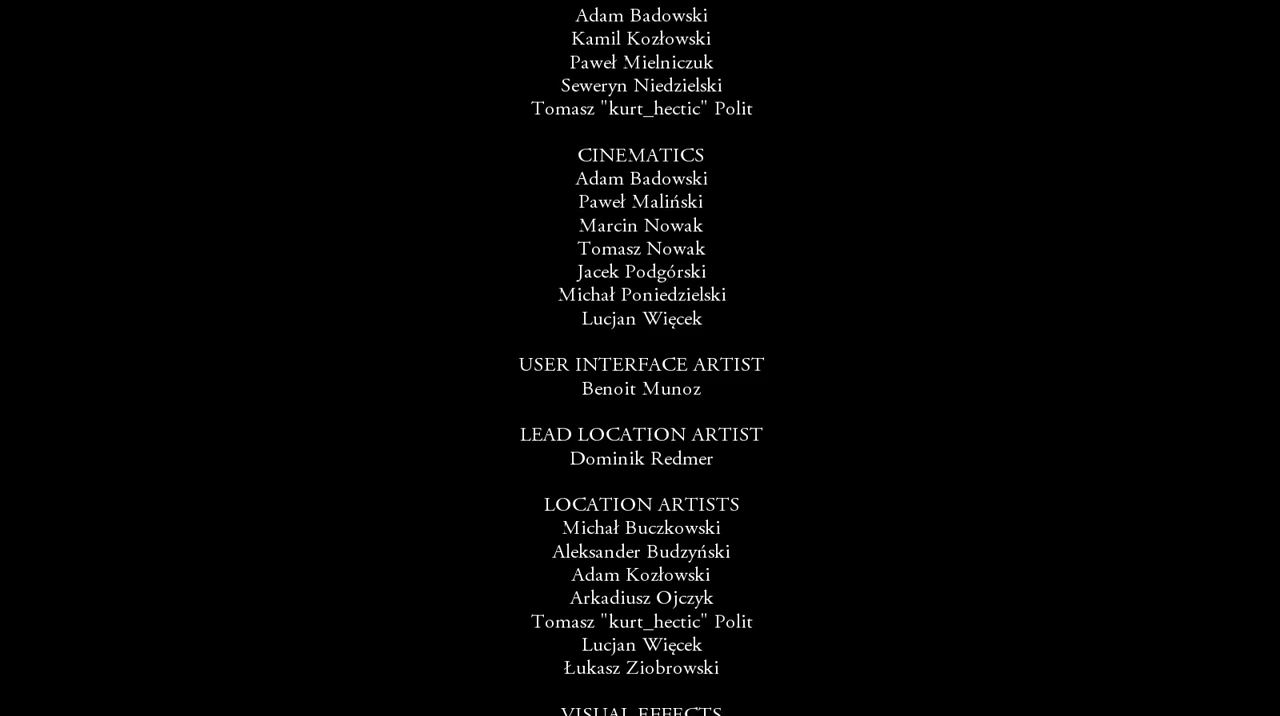 Adam Badowski
Kamil Kozłowski
Paweł Mielniczuk
Seweryn Niedzielski
Tomasz "kurt_hectic" Polit
CINEMATICS
Adam Badowski
Paweł Maliński
Marcin Nowak
Tomasz Nowak
Jacek Podgórski
Michał Poniedzielski
Lucjan Więcek
USER INTERFACE ARTIST
Benoit Munoz
LEAD LOCATION ARTIST
Dominik Redmer
LOCATION ARTISTS
Michał Buczkowski
Aleksander Budzyński
Adam Kozłowski
Arkadiusz Ojczyk
Tomasz "kurt_hectic" Polit
Lucjan Więcek
Łukasz Ziobrowski
VISUAL EFFECTS